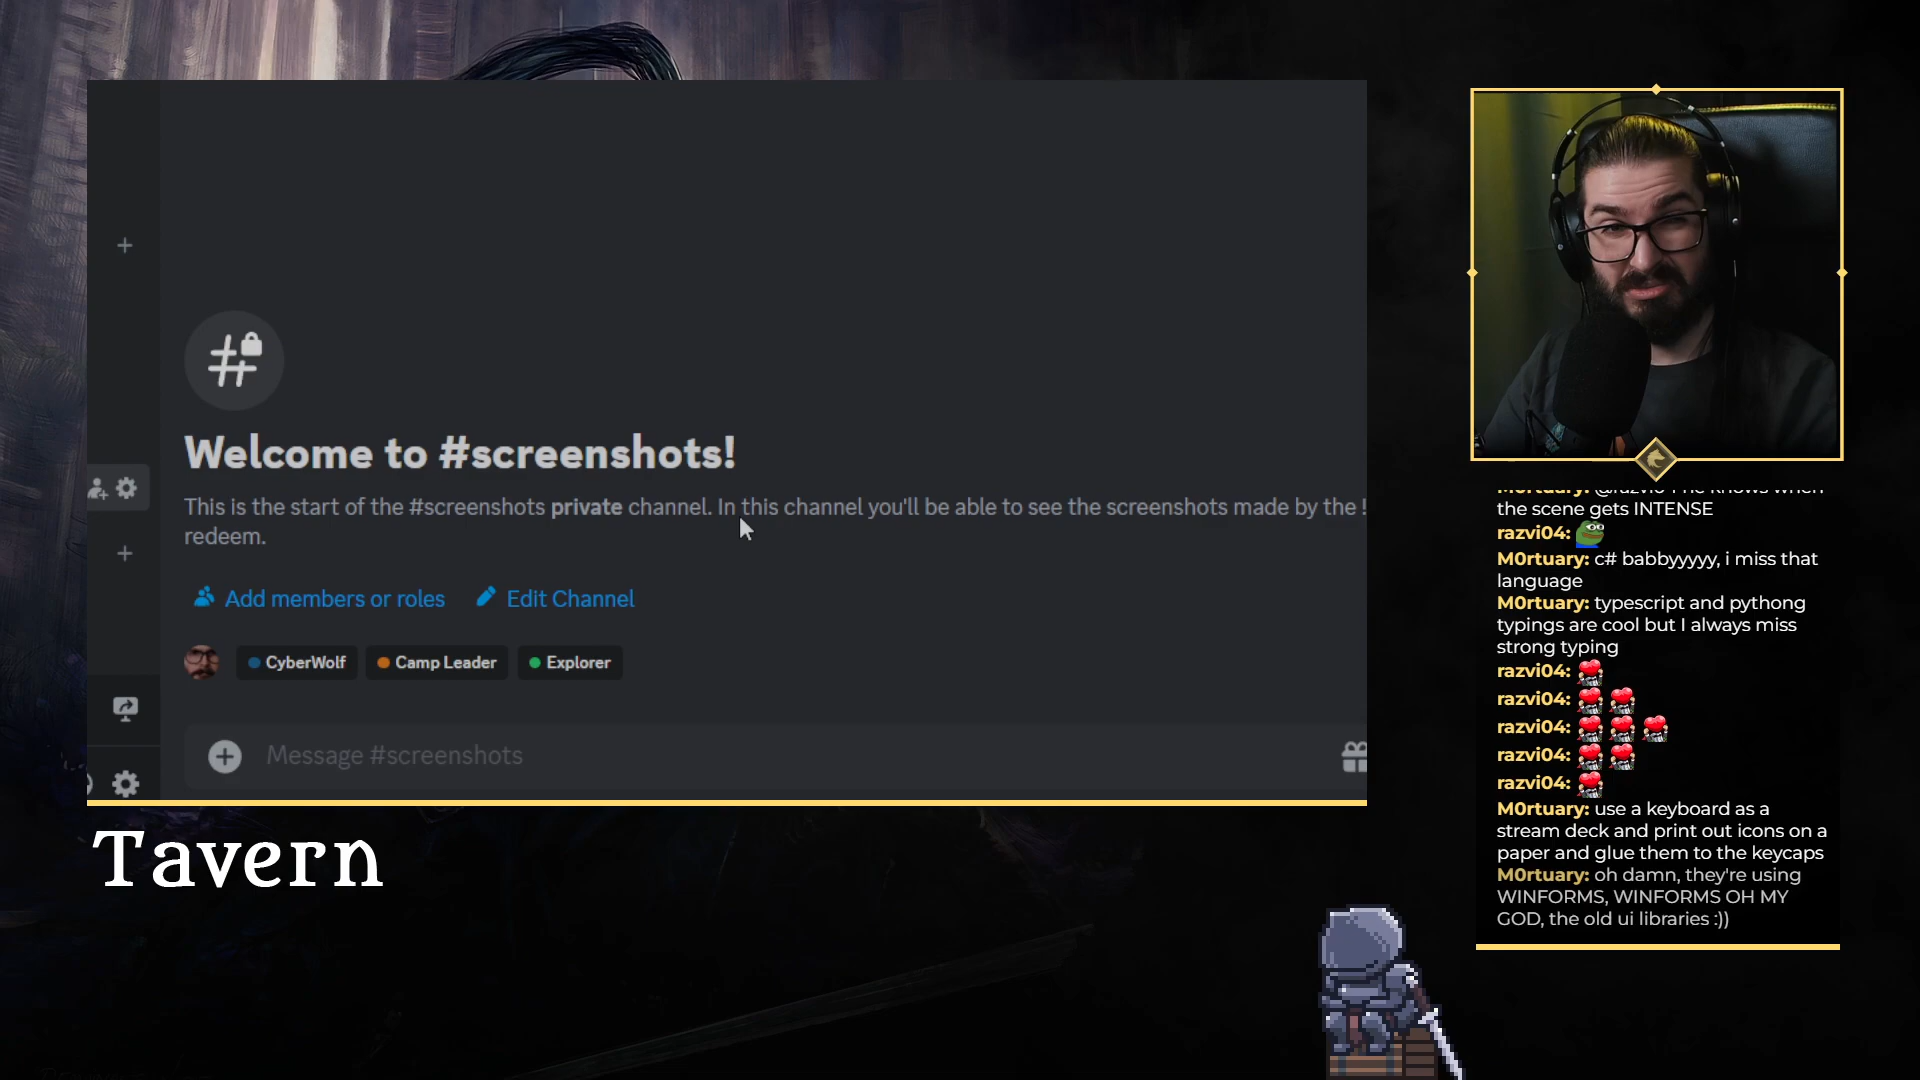 Welcome to #screenshots!
This is the start of the #screenshots private channel. In this channel you'll be able to see the screenshots made by the !
redeem.
Add members or roles
Edit Channel
CyberWolf
Camp Leader
Explorer
Message #screenshots
Tavern
the scene gets INTENSE
razvi04:
M0rtuary: c# babbyyyyy, i miss that
language
M0rtuary: typescript and pythong
typings are cool but I always miss
strong typing
razvi04:
razvi04:
razvi04:
razvi04:
razvi04:
M0rtuary: use a keyboard as a
stream deck and print out icons on a
paper and glue them to the keycaps
M0rtuary: oh damn, they're using
WINFORMS, WINFORMS OH MY
GOD, the old ui libraries :))